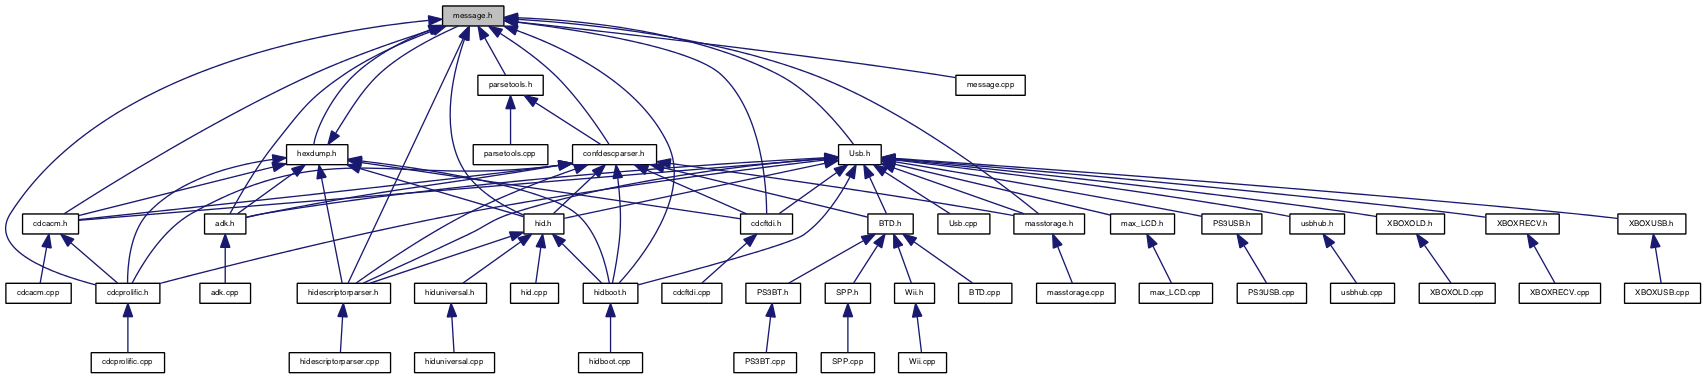 message.h
parsetools.h
message.cpp
hexdump.h
parsetools.cpp
confdescparser.h
Usb.h
cdcacm.h
adk.h
hid.h
cdcftdi.h
BTD.h
Usb.cpp
masstorage.h
max_LCD.h
PS3USB.h
usbhub.h
XBOXOLD.h
XBOXRECV.h
XBOXUSB.h
cdcacm.cpp
cdcprolific.h
adk.cpp
hidescriptorparser.h
hiduniversal.h
hid.cpp
hidboot.h
cdcftdi.cpp
PS3BT.h
SPP.h
Wii.h
BTD.cpp
masstorage.cpp
max_LCD.cpp
PS3USB.cpp
usbhub.cpp
XBOXOLD.cpp
XBOXRECV.cpp
XBOXUSB.cpp
cdcprolific.cpp
hidescriptorparser.cpp
hiduniversal.cpp
hidboot.cpp
PS3BT.cpp
SPP.cpp
Wii.cpp